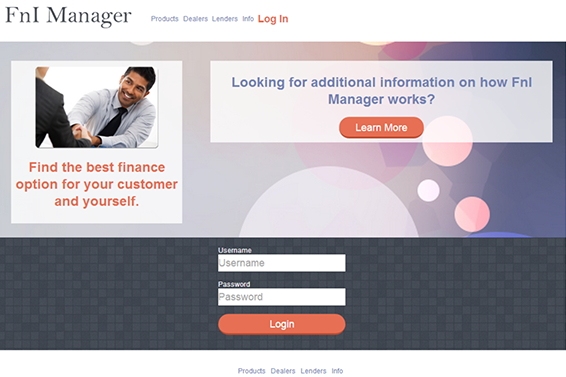 FnI Manager
Products Dealers Lenders Info Log In
Find the best finance
option for your customer
and yourself.
Looking for additional information on how FnI
Manager works?
Learn More
Username
Username
Password
Password
Login
Products Dealers Lenders Info